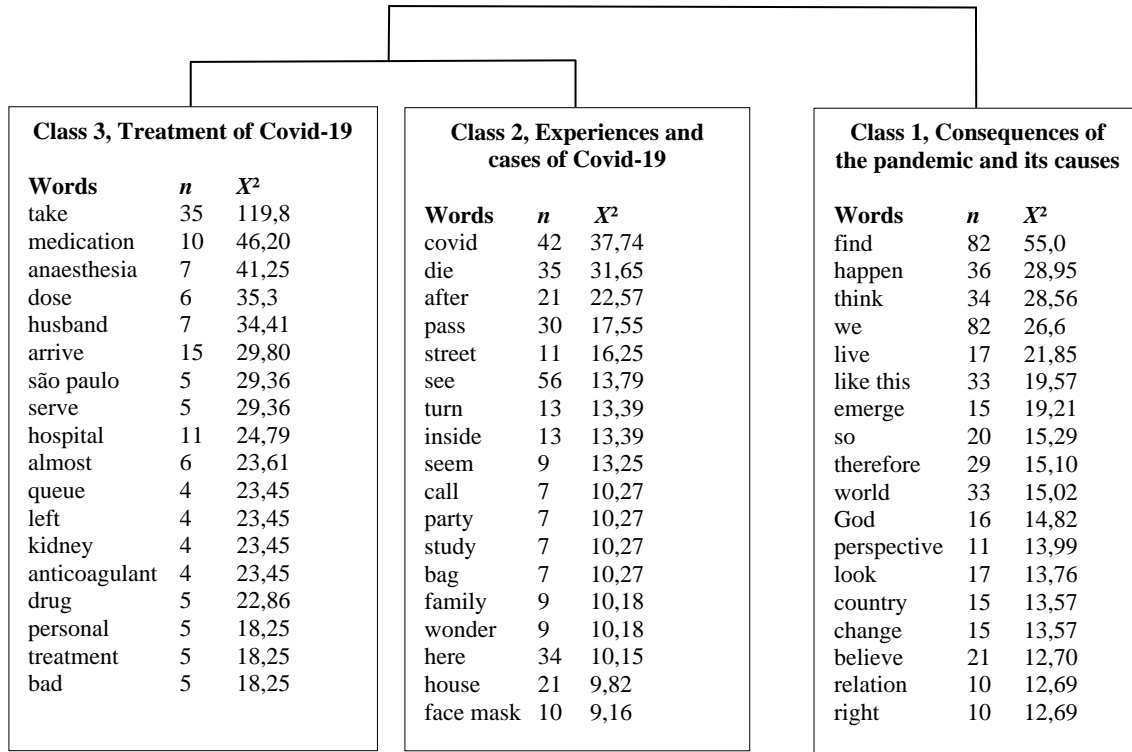 Class 3, Treatment of Covid-19
Words n X²
take 35 119,8
medication 10 46,20
anaesthesia 7 41,25
dose 6 35,3
husband 7 34,41
arrive 15 29,80
são paulo 5 29,36
serve 5 29,36
hospital 11 24,79
almost 6 23,61
queue 4 23,45
left 4 23,45
kidney 4 23,45
anticoagulant 4 23,45
drug 5 22,86
personal 5 18,25
treatment 5 18,25
bad 5 18,25
Class 2, Experiences and
cases of Covid-19
Words n X²
covid 42 37,74
die 35 31,65
after 21 22,57
pass 30 17,55
street 11 16,25
see 56 13,79
turn 13 13,39
inside 13 13,39
seem 9 13,25
call 7 10,27
party 7 10,27
study 7 10,27
bag 7 10,27
family 9 10,18
wonder 9 10,18
here 34 10,15
house 21 9,82
face mask 10 9,16
Class 1, Consequences of
the pandemic and its causes
Words n X²
find 82 55,0
happen 36 28,95
think 34 28,56
we 82 26,6
live 17 21,85
like this 33 19,57
emerge 15 19,21
so 20 15,29
therefore 29 15,10
world 33 15,02
God 16 14,82
perspective 11 13,99
look 17 13,76
country 15 13,57
change 15 13,57
believe 21 12,70
relation 10 12,69
right 10 12,69